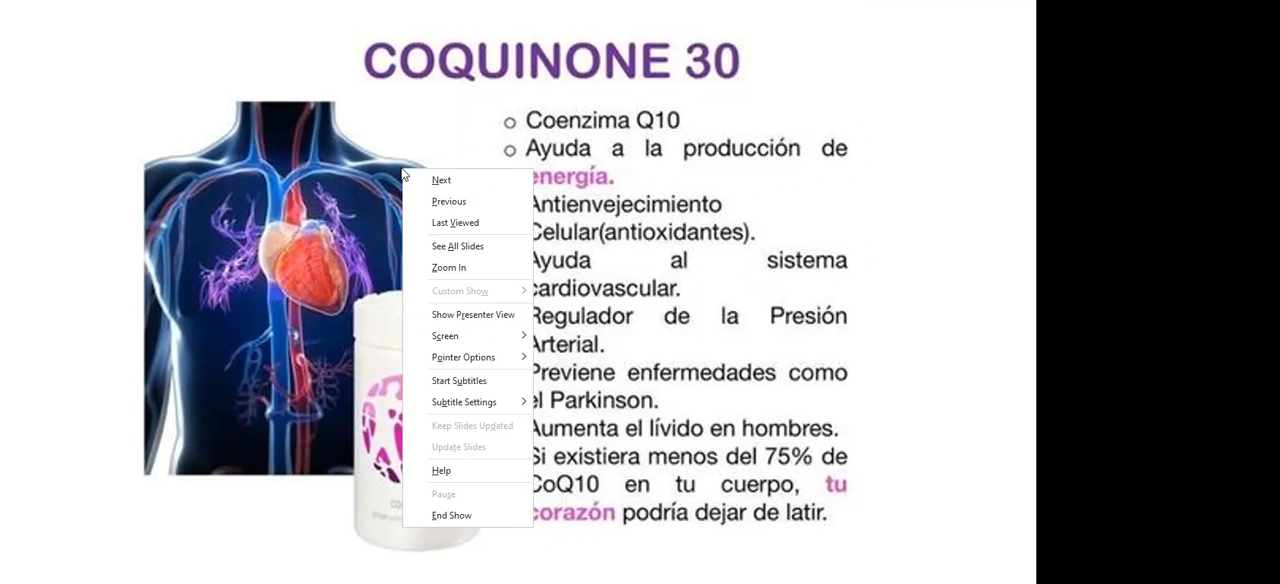 COQUINONE 30
Coenzima Q10
Ayuda a la producción de
energía.
Antienvejecimiento
Celular(antioxidantes).
Ayuda al sistema
cardiovascular.
Regulador de la Presión
Arterial.
Previene enfermedades como
el Parkinson.
Aumenta el lívido en hombres.
Si existiera menos del 75% de
CoQ10 en tu cuerpo, tu
corazón podría dejar de latir.
Next
Previous
Last Viewed
See All Slides
Zoom In
Custom Show
Show Presenter View
Screen
Pointer Options
Start Subtitles
Subtitle Settings
Keep Slides Updated
Update Slides
Help
Pause
End Show